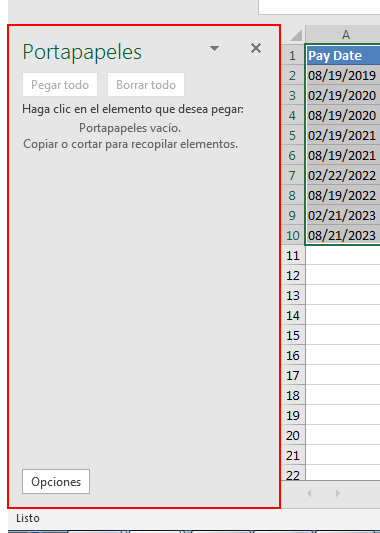 Portapapeles
Pegar todo Borrar todo
Haga clic en el elemento que desea pegar:
Portapapeles vacío.
Copiar o cortar para recopilar elementos.
Opciones
Listo
A
1 Pay Date
2 08/19/2019
3 02/19/2020
4 08/19/2020
5 02/19/2021
6 08/19/2021
7 02/22/2022
8 08/19/2022
9 02/21/2023
10 08/21/2023
11
12
13
14
15
16
17
18
19
20
21
22